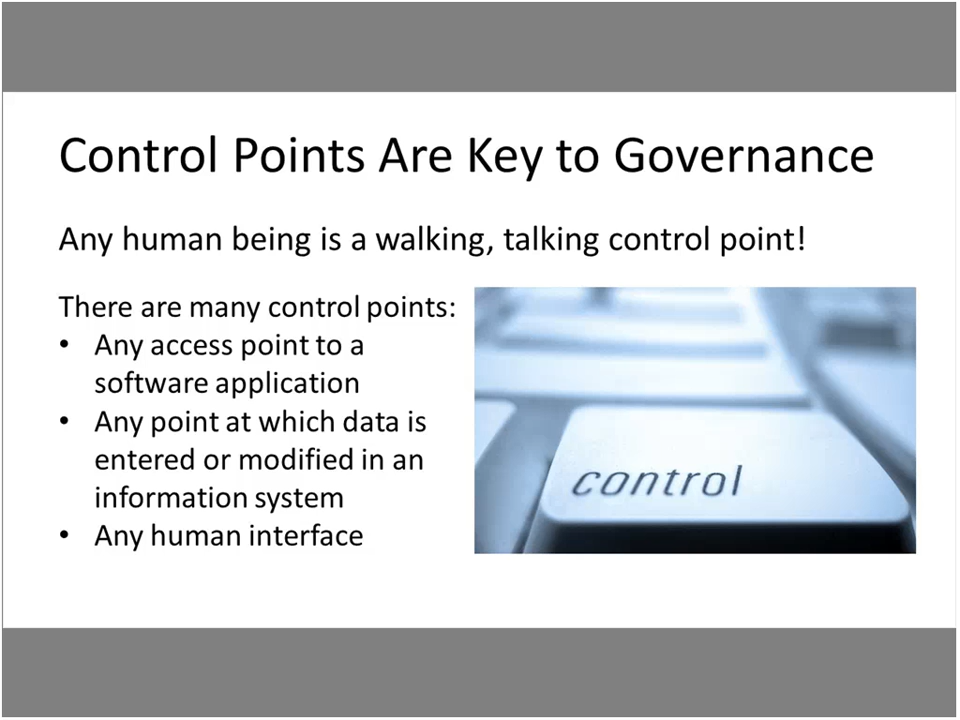 Control Points Are Key to Governance
Any human being is a walking, talking control point!
There are many control points:
• Any access point to a
software application
• Any point at which data is
entered or modified in an
information system
• Any human interface
control